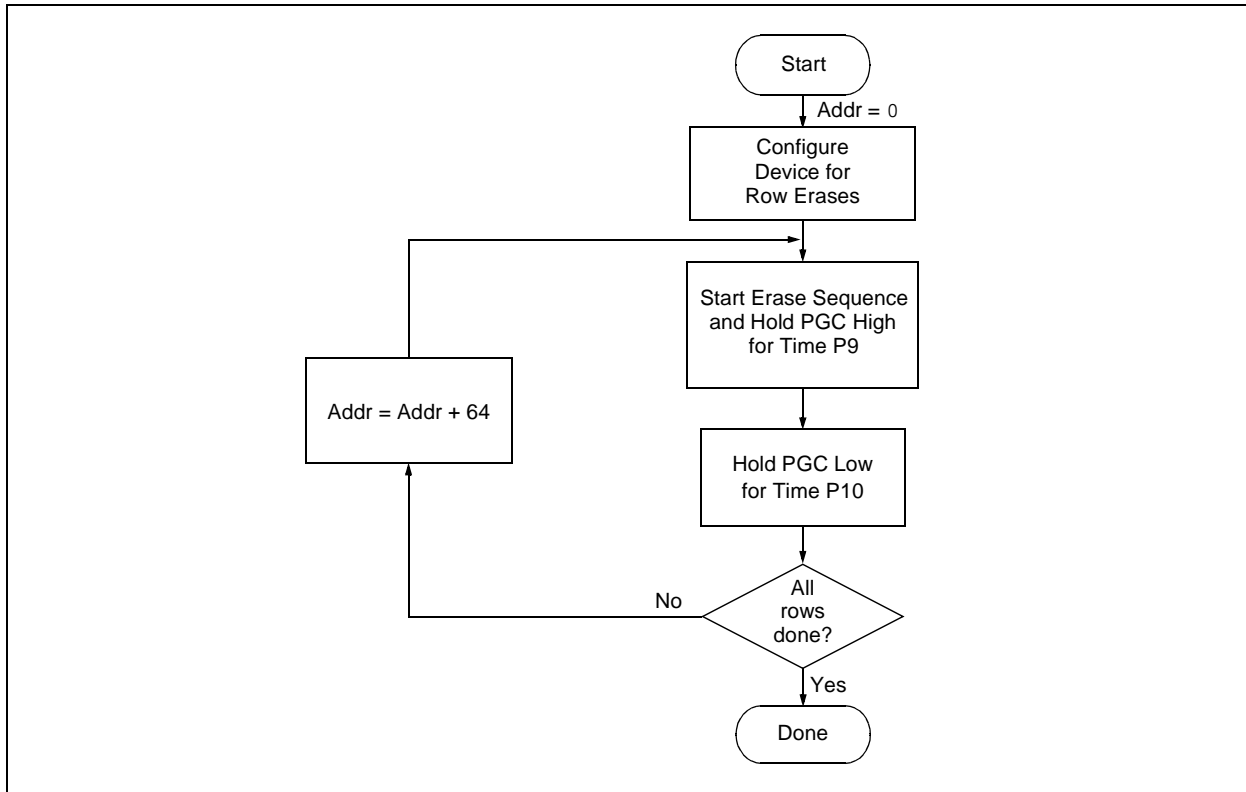 Start
Addr = 0
Configure
Device for
Row Erases
Start Erase Sequence
and Hold PGC High
for Time P9
Addr = Addr + 64
Hold PGC Low
for Time P10
No
All
rows
done?
Yes
Done